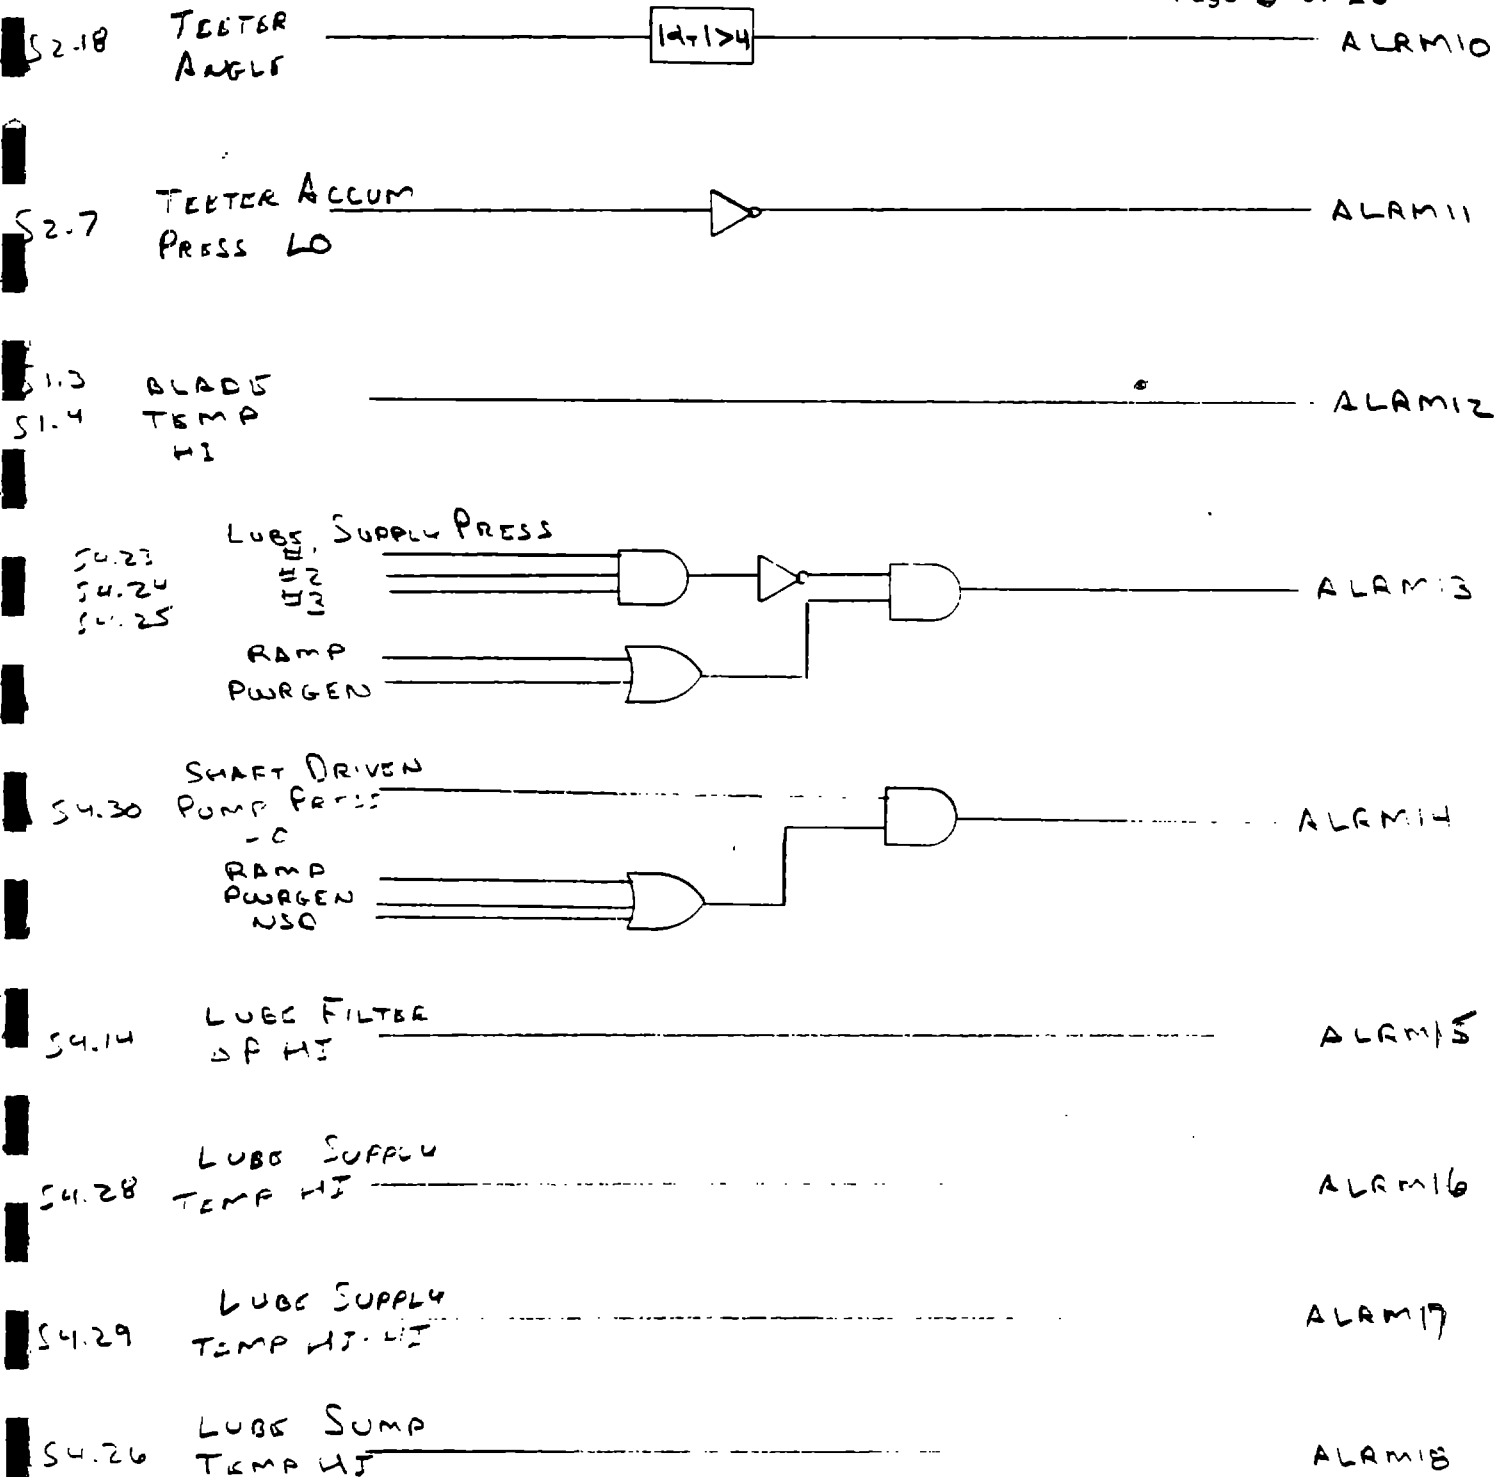 S2.18 TEETER ANGLE |α_T|>4 ALRM10
S2.7 TEETER ACCUM PRESS LO ALRM11
S1.3 BLADE
S1.4 TEMP HI ALRM12
LUBE SUPPLY PRESS
S4.23 #1
S4.24 #2
S4.25 #3
ALRM13
RAMP
PWRGEN
SHAFT DRIVEN
S4.30 PUMP PRESS
ALRM14
RAMP
PWRGEN
LUBE FILTER
S4.14 ΔP HI ALRM15
LUBE SUPPLY
S4.28 TEMP HI ALRM16
LUBE SUPPLY
S4.29 TEMP HI-HI ALRM17
LUBE SUMP
S4.26 TEMP HI ALRM18